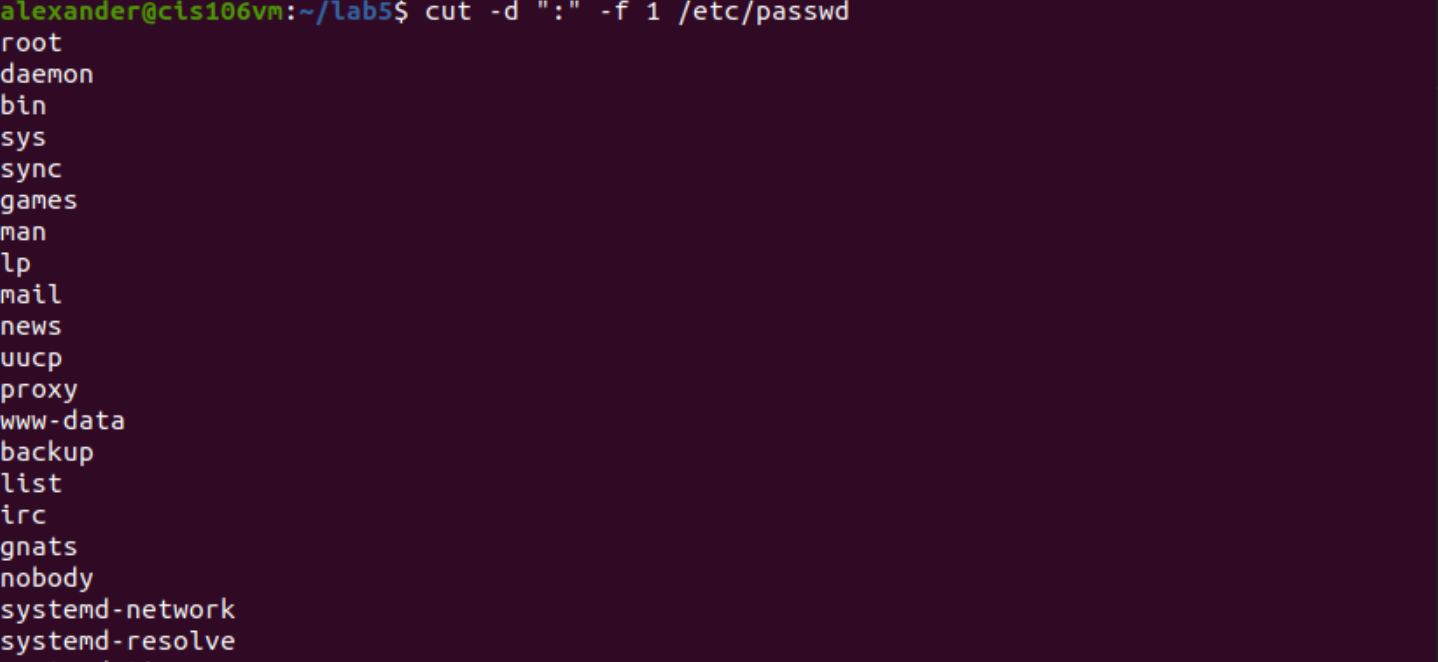 alexander@cis106vm:~/lab5$ cut -d ":" -f 1 /etc/passwd
root
daemon
bin
sys
sync
games
man
lp
mail
news
uucp
proxy
www-data
backup
list
irc
gnats
nobody
systemd-network
systemd-resolve